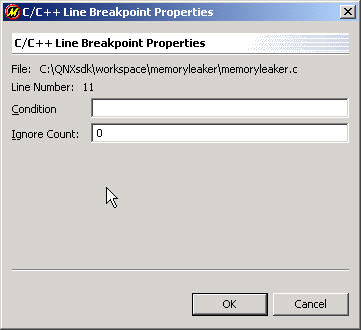 C/C++ Line Breakpoint Properties
C/C++ Line Breakpoint Properties
File: C:\QNXsdk\workspace\memoryleaker\memoryleaker.c
Line Number: 11
Condition
Ignore Count: 0
OK Cancel